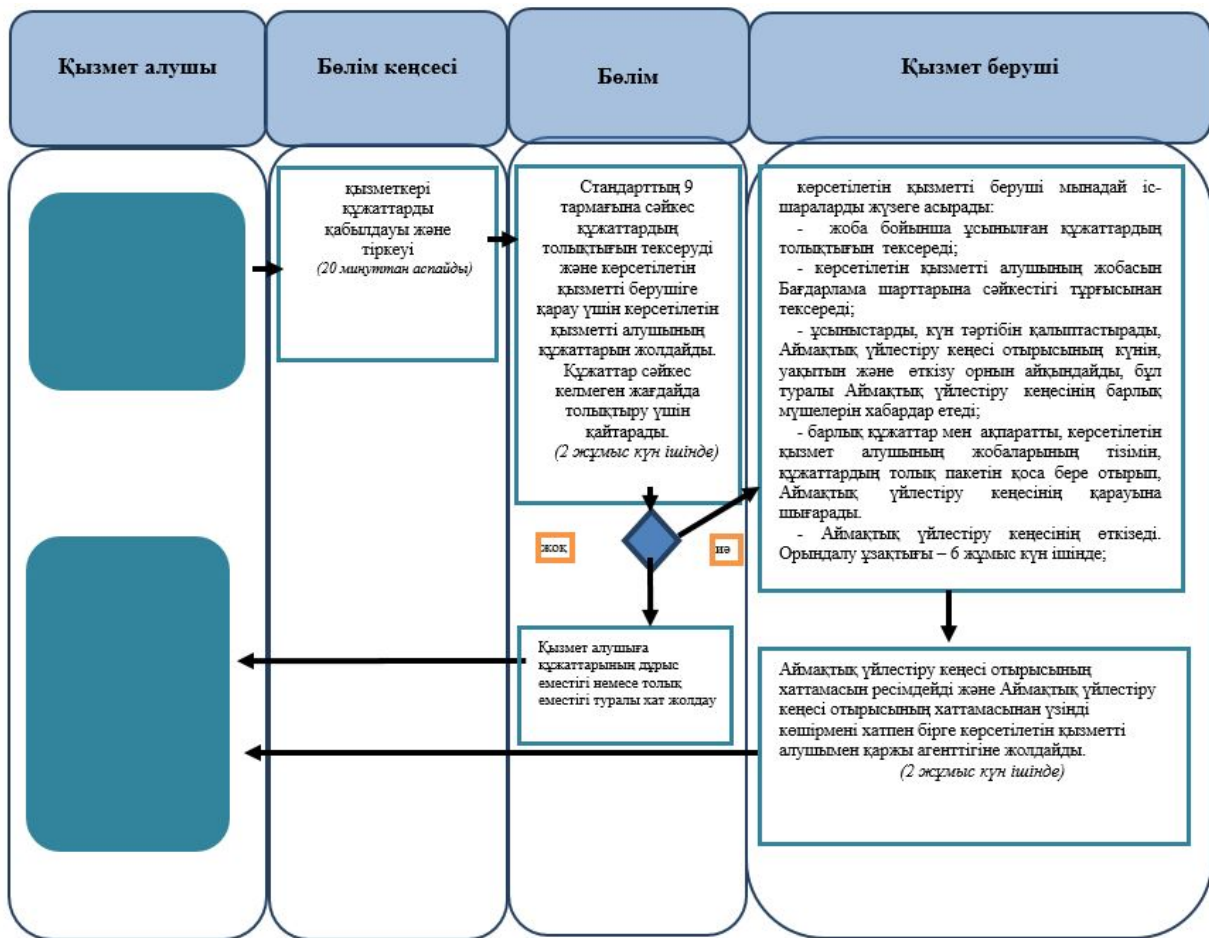 Қызмет алушы
Бөлім кеңсесі
Бөлім
Қызмет беруші
қызметкері
құжаттарды
қабылдауы және
тіркеуі
(20 минуттан аспайды)
Стандарттың 9
тармағына сәйкес
құжаттардың
толықтығын тексеруді
және көрсетілетін
қызметті берушіге
қарау үшін көрсетілетін
қызметті алушының
құжаттарын жолдайды.
Құжаттар сәйкес
келмеген жағдайда
толықтыру үшін
қайтарады.
(2 жұмыс күн ішінде)
көрсетілетін қызметті беруші мынадай іс-
шараларды жүзеге асырады:
- жоба бойынша ұсынылған құжаттардың
толықтығын тексереді;
- көрсетілетін қызметті алушының жобасын
Бағдарлама шарттарына сәйкестігі тұрғысынан
тексереді;
- ұсыныстарды, күн тәртібін қалыптастырады,
Аймақтық үйлестіру кеңесі отырысының күнін,
уақытын және өткізу орнын айқындайды, бұл
туралы Аймақтық үйлестіру кеңесінің барлық
мүшелерін хабардар етеді;
- барлық құжаттар мен ақпаратты, көрсетілетін
қызмет алушының жобаларының тізімін,
құжаттардың толық пакетін қоса бере отырып,
Аймақтық үйлестіру кеңесінің қарауына
шығарады.
- Аймақтық үйлестіру кеңесінің өткізеді.
Орындалу ұзақтығы – 6 жұмыс күн ішінде;
жоқ
иә
Қызмет алушыға
құжаттарының дұрыс
еместігі немесе толық
еместігі туралы хат жолдау
Аймақтық үйлестіру кеңесі отырысының
хаттамасын ресімдейді және Аймақтық үйлестіру
кеңесі отырысының хаттамасынан үзінді
көшірмені хатпен бірге көрсетілетін қызметті
алушымен қаржы агенттігіне жолдайды.
(2 жұмыс күн ішінде)